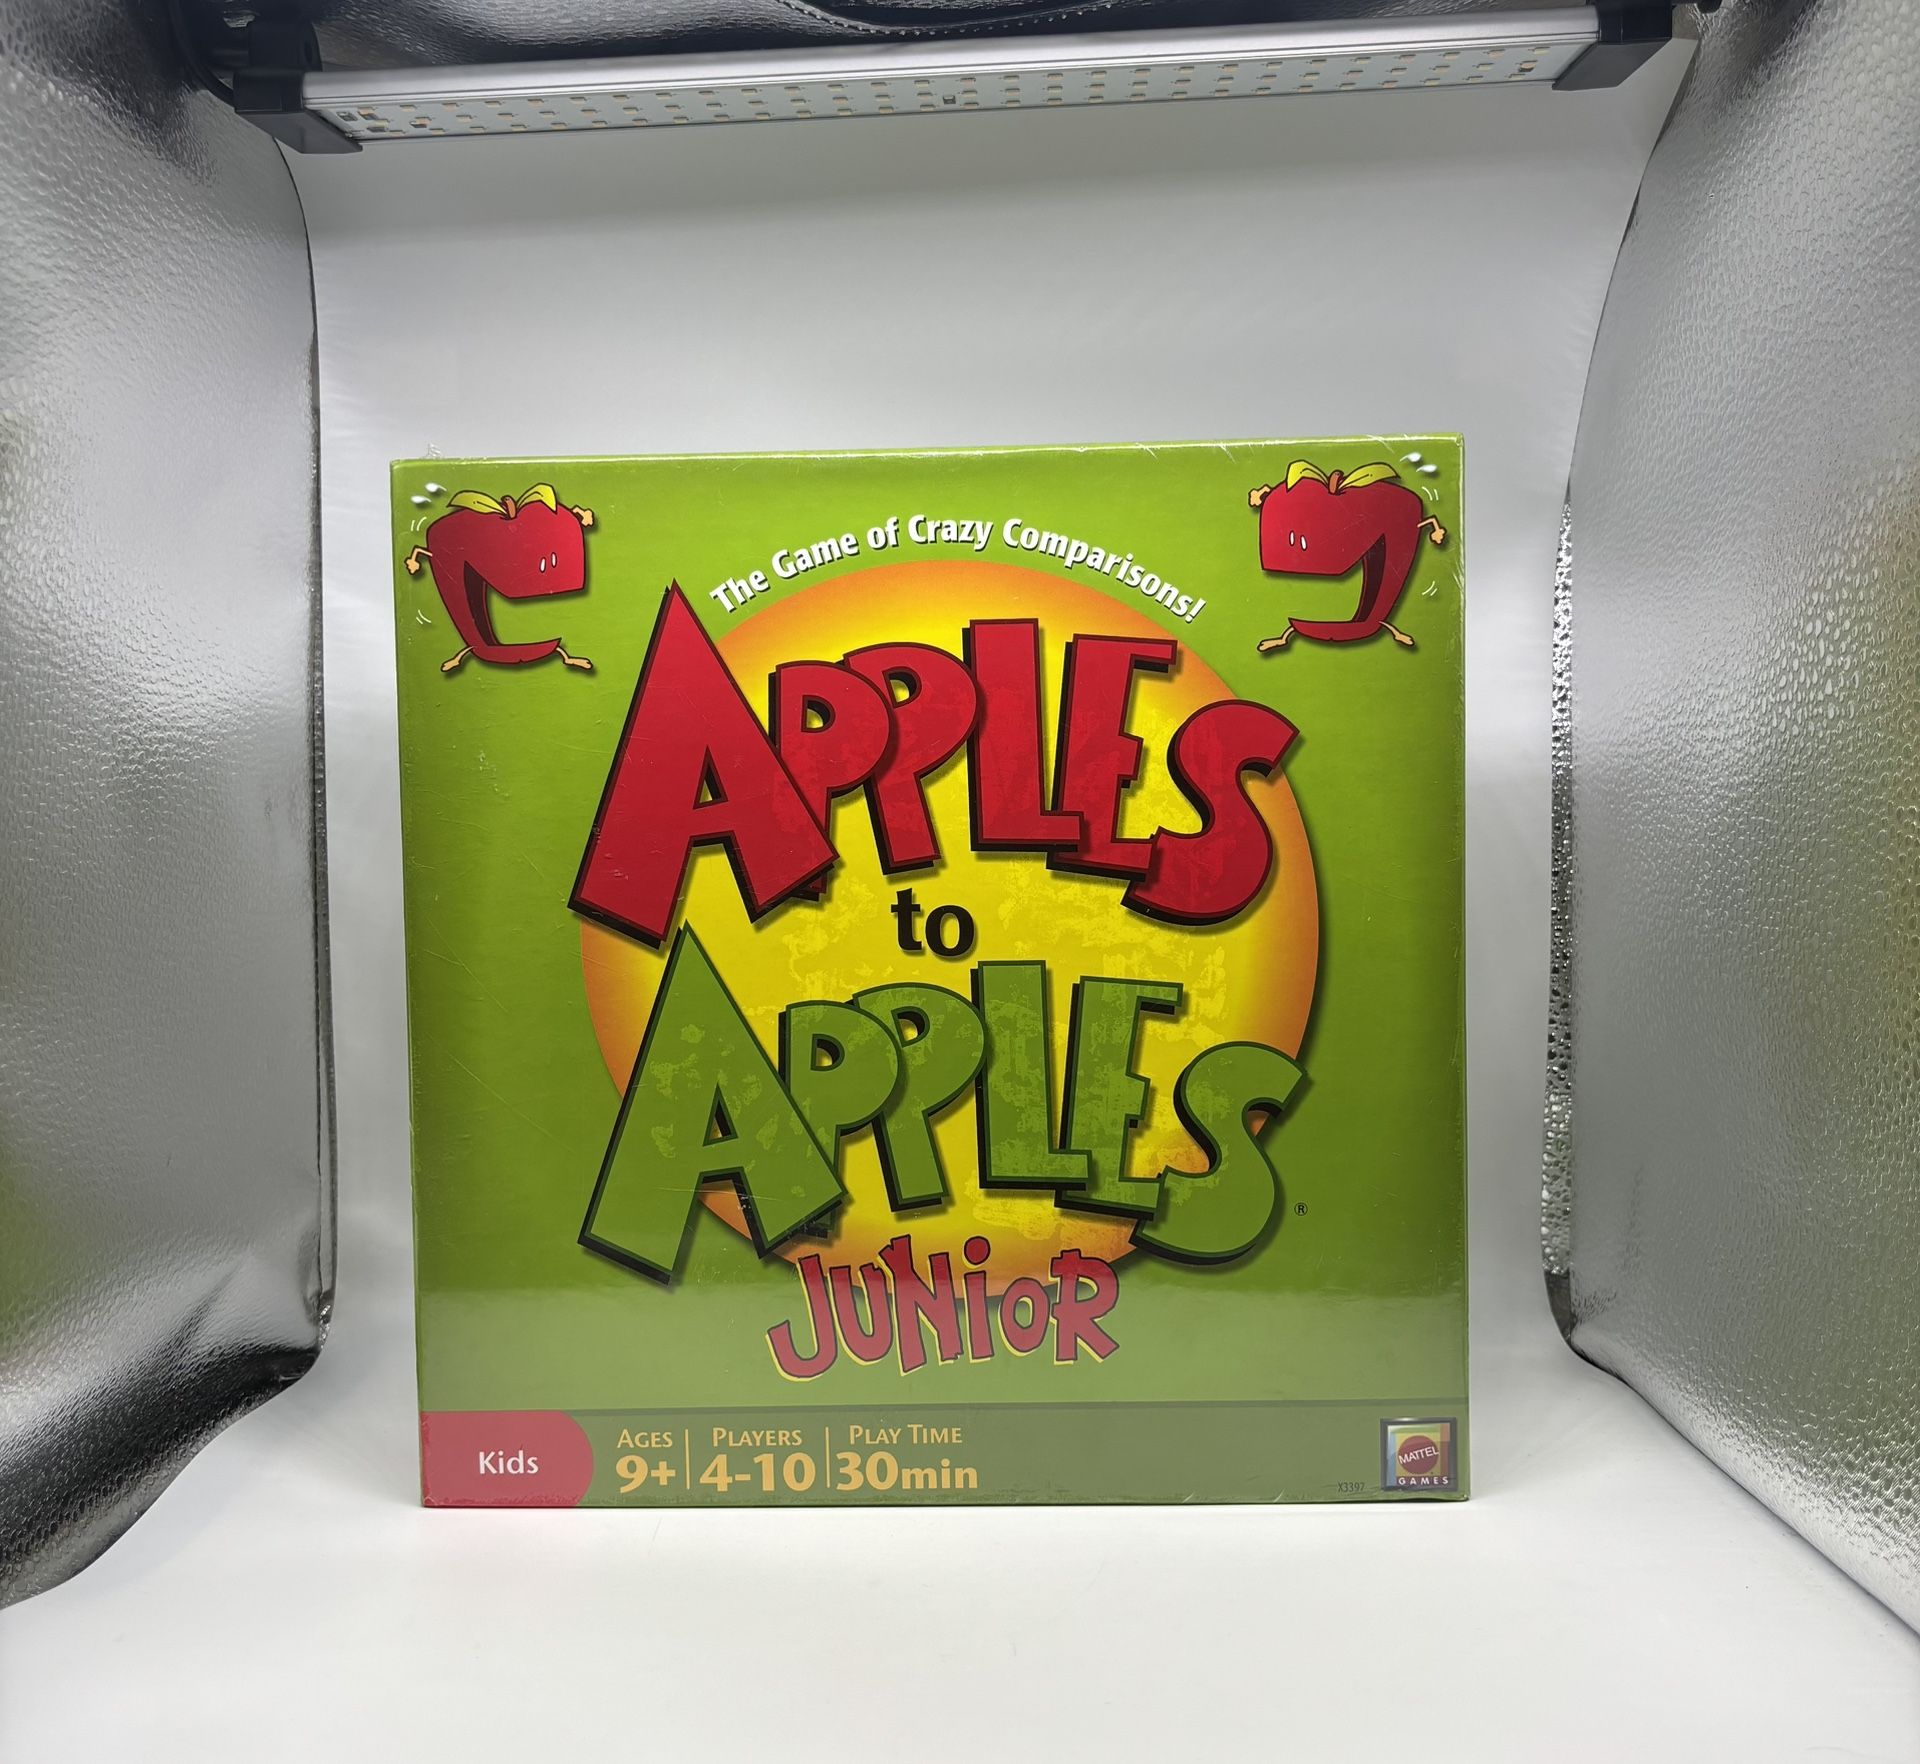 The Game of Crazy Comparisons!
APPLES
to
APPLES
®
JUNiOR
Kids
AGES
9+
PLAYERS
4-10
PLAY TIME
30min
X3397
MATTEL
GAMES